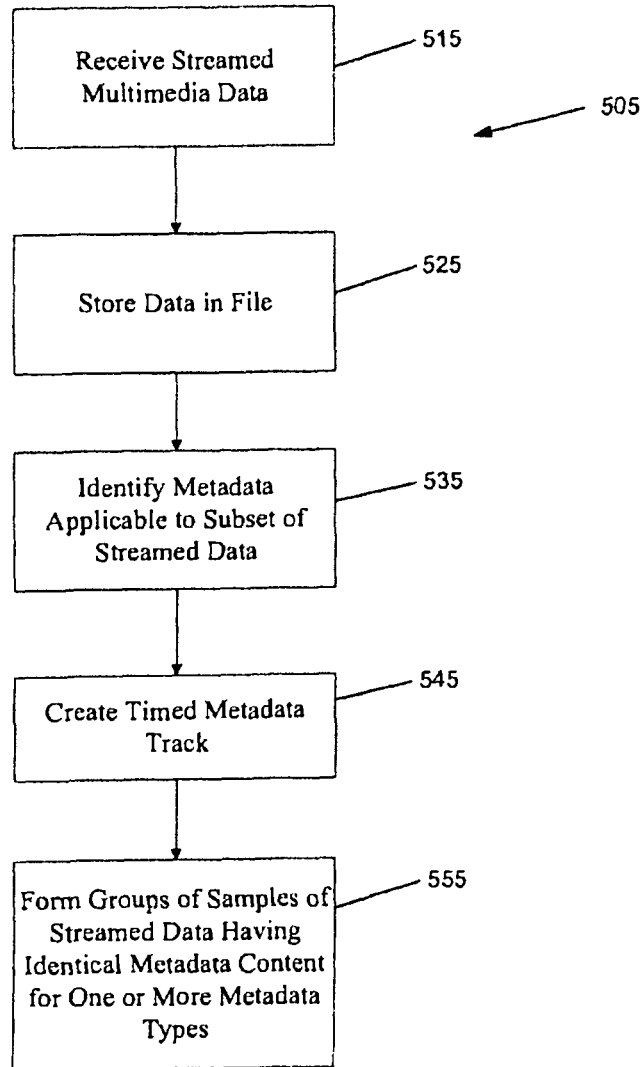 Receive Streamed
Multimedia Data
515
505
Store Data in File
525
Identify Metadata
Applicable to Subset of
Streamed Data
535
Create Timed Metadata
Track
545
Form Groups of Samples of
Streamed Data Having
Identical Metadata Content
for One or More Metadata
Types
555